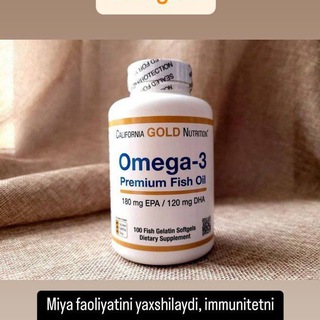 CALIFORNIA GOLD NUTRITION
Omega-3
Premium Fish Oil
180 mg EPA / 120 mg DHA
100 Fish Gelatin Softgels
Dietary Supplement
Miya faoliyatini yaxshilaydi, immunitetni